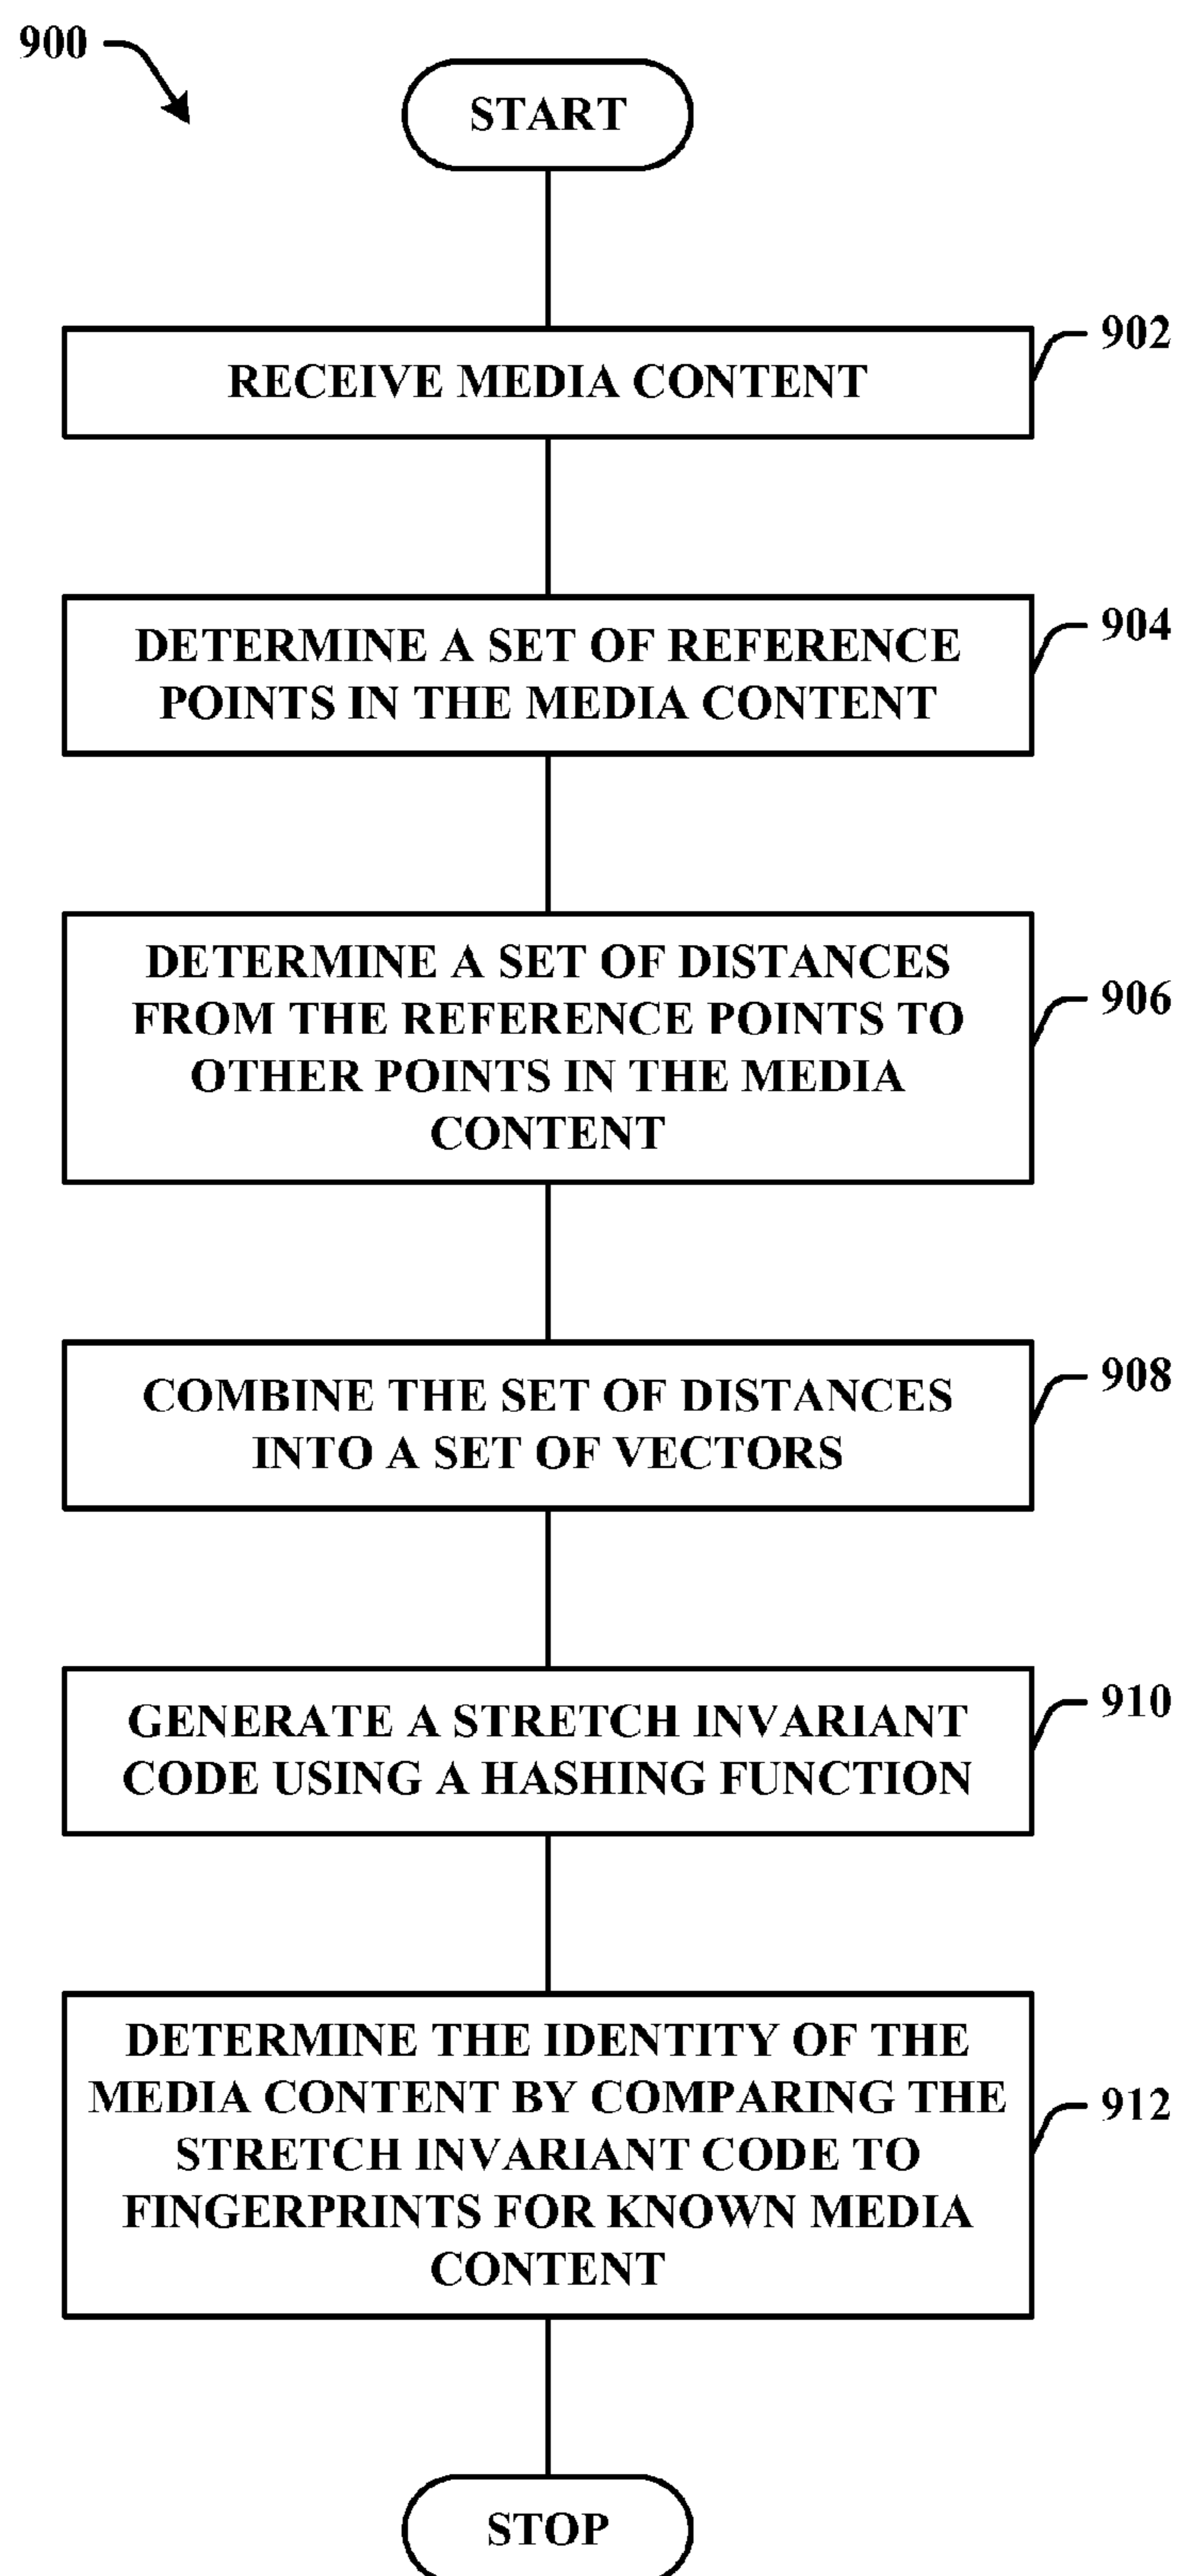 900
START
902
RECEIVE MEDIA CONTENT
904
DETERMINE A SET OF REFERENCE
POINTS IN THE MEDIA CONTENT
906
DETERMINE A SET OF DISTANCES
FROM THE REFERENCE POINTS TO
OTHER POINTS IN THE MEDIA
CONTENT
908
COMBINE THE SET OF DISTANCES
INTO A SET OF VECTORS
910
GENERATE A STRETCH INVARIANT
CODE USING A HASHING FUNCTION
912
DETERMINE THE IDENTITY OF THE
MEDIA CONTENT BY COMPARING THE
STRETCH INVARIANT CODE TO
FINGERPRINTS FOR KNOWN MEDIA
CONTENT
STOP